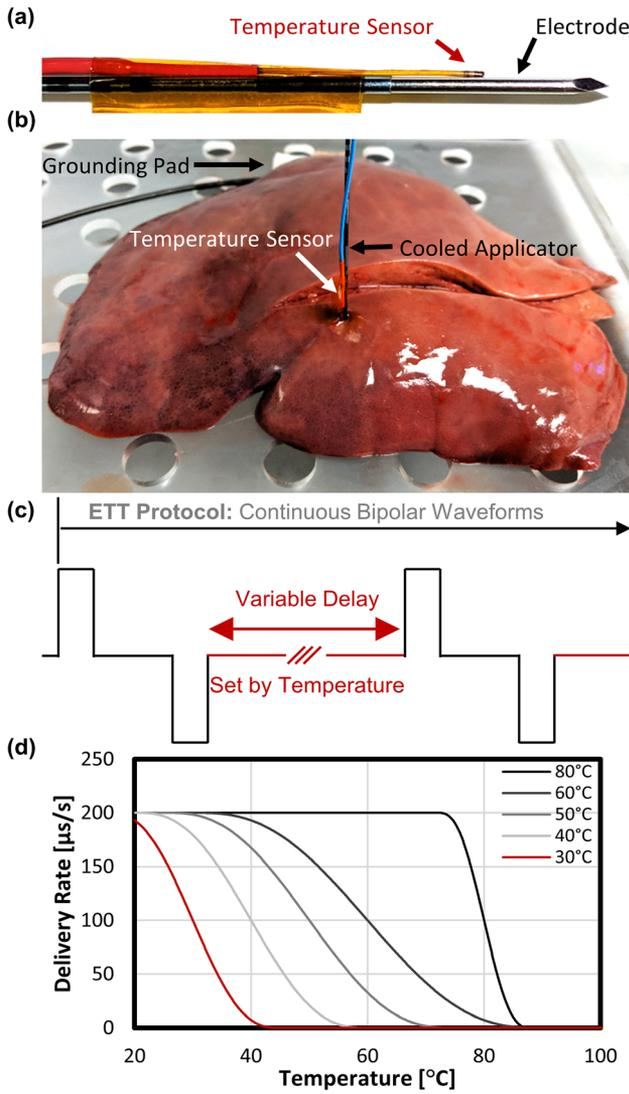 (a)
Temperature Sensor
Electrode
(b)
Grounding Pad
Temperature Sensor
Cooled Applicator
(c)
ETT Protocol: Continuous Bipolar Waveforms
Variable Delay
Set by Temperature
(d)
Delivery Rate [µs/s]
250
200
150
100
50
0
80°C
60°C
50°C
40°C
30°C
20 40 60 80 100
Temperature [°C]